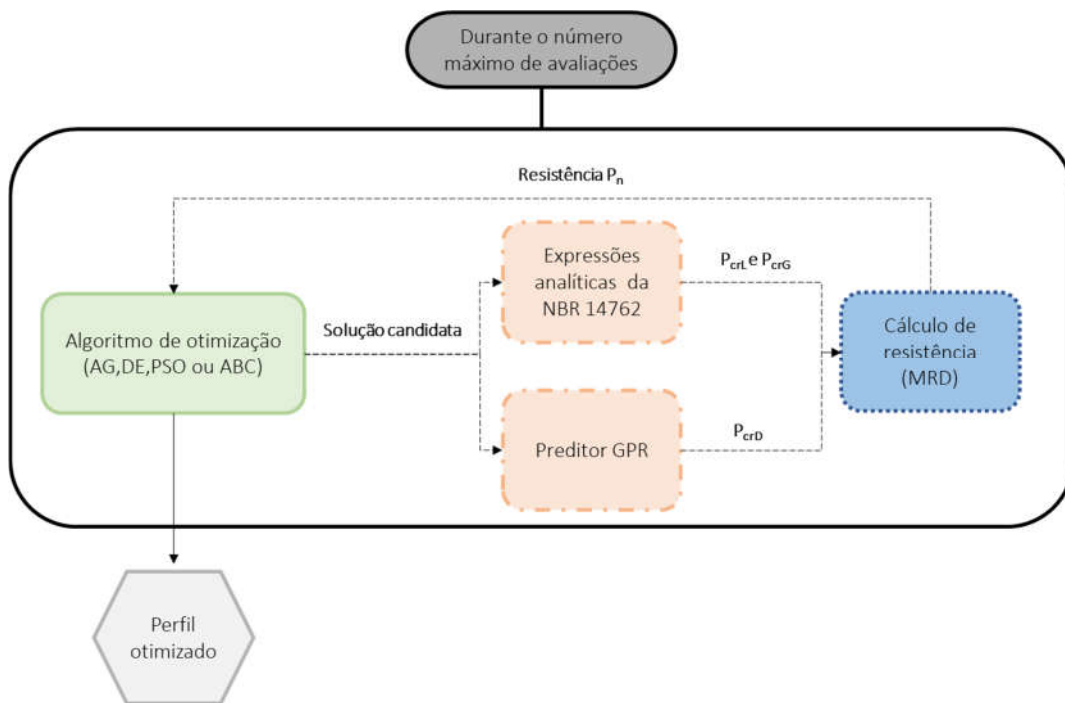 Durante o número
máximo de avaliações
Resistência Pn
Expressões
analíticas da
NBR 14762
PcrL e PcrG
Algoritmo de otimização
(AG,DE,PSO ou ABC)
Solução candidata
Cálculo de
resistência
(MRD)
Preditor GPR
PcrD
Perfil
otimizado